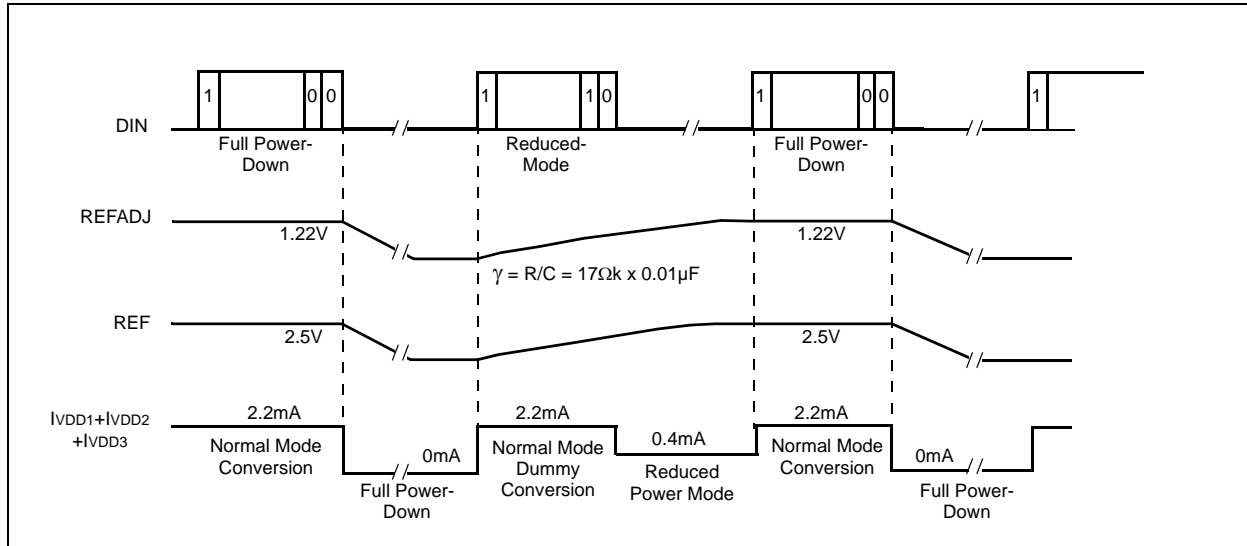 1 0 0 1 1 0 1 0 0 1
DIN
Full Power-
Down
Reduced-
Mode
Full Power-
Down
REFADJ
1.22V
1.22V
γ = R/C = 17Ωk x 0.01µF
REF
2.5V
2.5V
IVDD1+IVDD2
+IVDD3
2.2mA
Normal Mode
Conversion
0mA
Full Power-
Down
2.2mA
Normal Mode
Dummy
Conversion
0.4mA
Reduced
Power Mode
2.2mA
Normal Mode
Conversion
0mA
Full Power-
Down